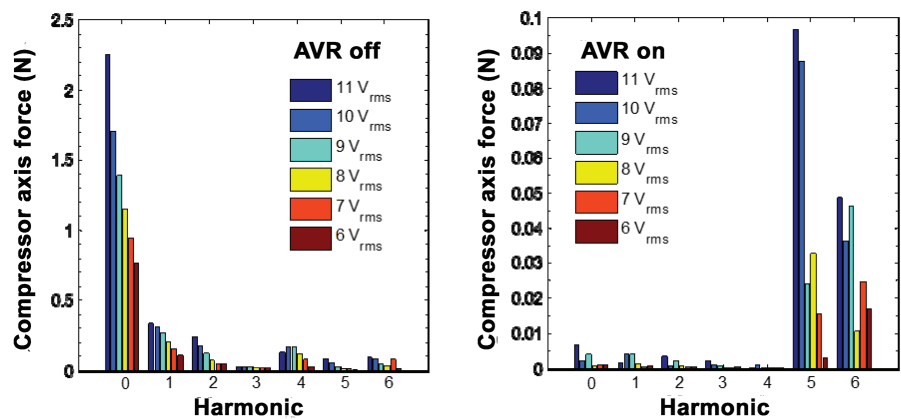 Compressor axis force (N)
2.5
2
1.5
1
0.5
0
AVR off
11 Vrms
10 Vrms
9 Vrms
8 Vrms
7 Vrms
6 Vrms
0 1 2 3 4 5 6
Harmonic
Compressor axis force (N)
0.1
0.09
0.08
0.07
0.06
0.05
0.04
0.03
0.02
0.01
0
AVR on
11 Vrms
10 Vrms
9 Vrms
8 Vrms
7 Vrms
6 Vrms
0 1 2 3 4 5 6
Harmonic